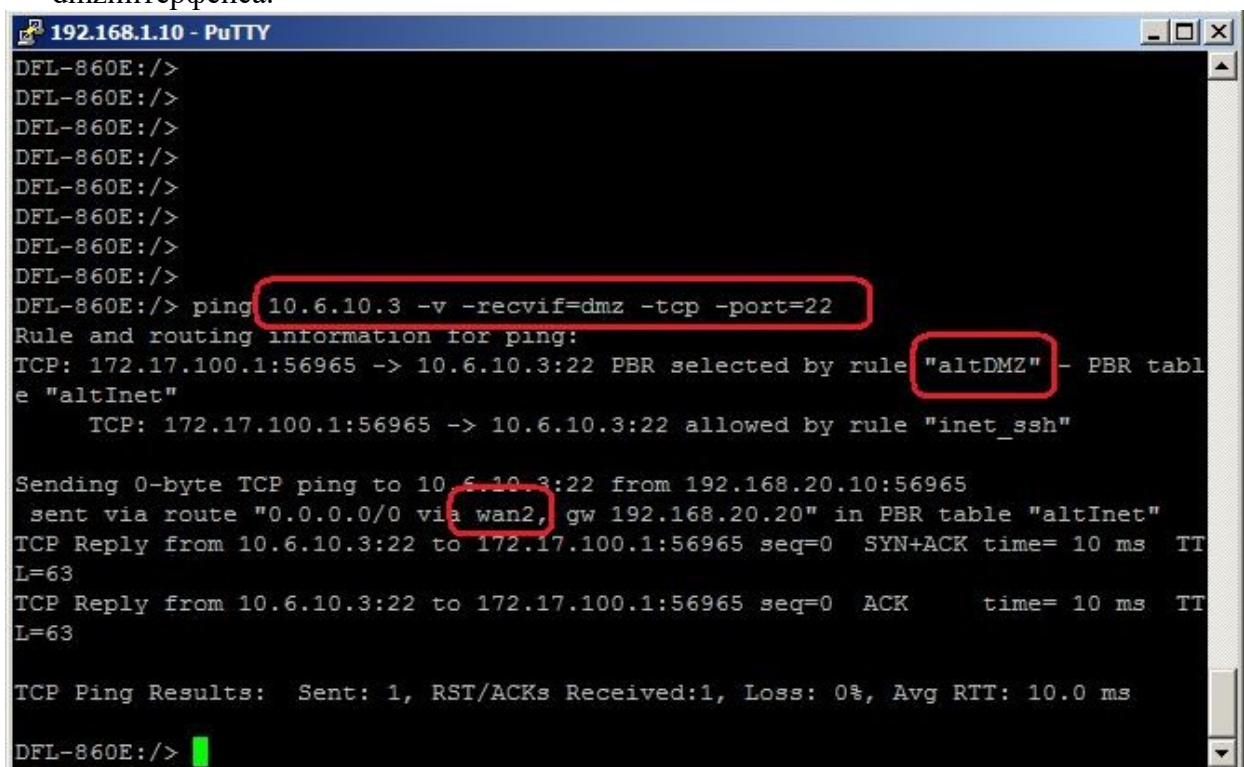 dmzинтерфейса.
192.168.1.10 - PuTTY
DFL-860E:/>
DFL-860E:/>
DFL-860E:/>
DFL-860E:/>
DFL-860E:/>
DFL-860E:/>
DFL-860E:/>
DFL-860E:/>
DFL-860E:/> ping 10.6.10.3 -v -recvif=dmz -tcp -port=22
Rule and routing information for ping:
TCP: 172.17.100.1:56965 -> 10.6.10.3:22 PBR selected by rule "altDMZ" - PBR tabl
e "altInet"
TCP: 172.17.100.1:56965 -> 10.6.10.3:22 allowed by rule "inet_ssh"
Sending 0-byte TCP ping to 10.6.10.3:22 from 192.168.20.10:56965
sent via route "0.0.0.0/0 via wan2, gw 192.168.20.20" in PBR table "altInet"
TCP Reply from 10.6.10.3:22 to 172.17.100.1:56965 seq=0 SYN+ACK time= 10 ms TT
L=63
TCP Reply from 10.6.10.3:22 to 172.17.100.1:56965 seq=0 ACK time= 10 ms TT
L=63
TCP Ping Results: Sent: 1, RST/ACKs Received:1, Loss: 0%, Avg RTT: 10.0 ms
DFL-860E:/>